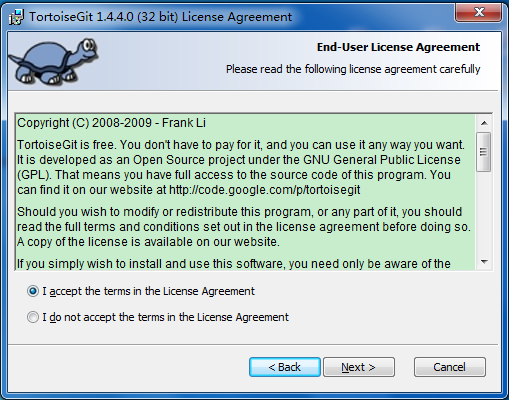 TortoiseGit 1.4.4.0 (32 bit) License Agreement
End-User License Agreement
Please read the following license agreement carefully
Copyright (C) 2008-2009 - Frank Li
TortoiseGit is free. You don't have to pay for it, and you can use it any way you want.
It is developed as an Open Source project under the GNU General Public License
(GPL). That means you have full access to the source code of this program. You
can find it on our website at http://code.google.com/p/tortoisegit
Should you wish to modify or redistribute this program, or any part of it, you should
read the full terms and conditions set out in the license agreement before doing so.
A copy of the license is available on our website.
If you simply wish to install and use this software, you need only be aware of the
I accept the terms in the License Agreement
I do not accept the terms in the License Agreement
< Back Next > Cancel